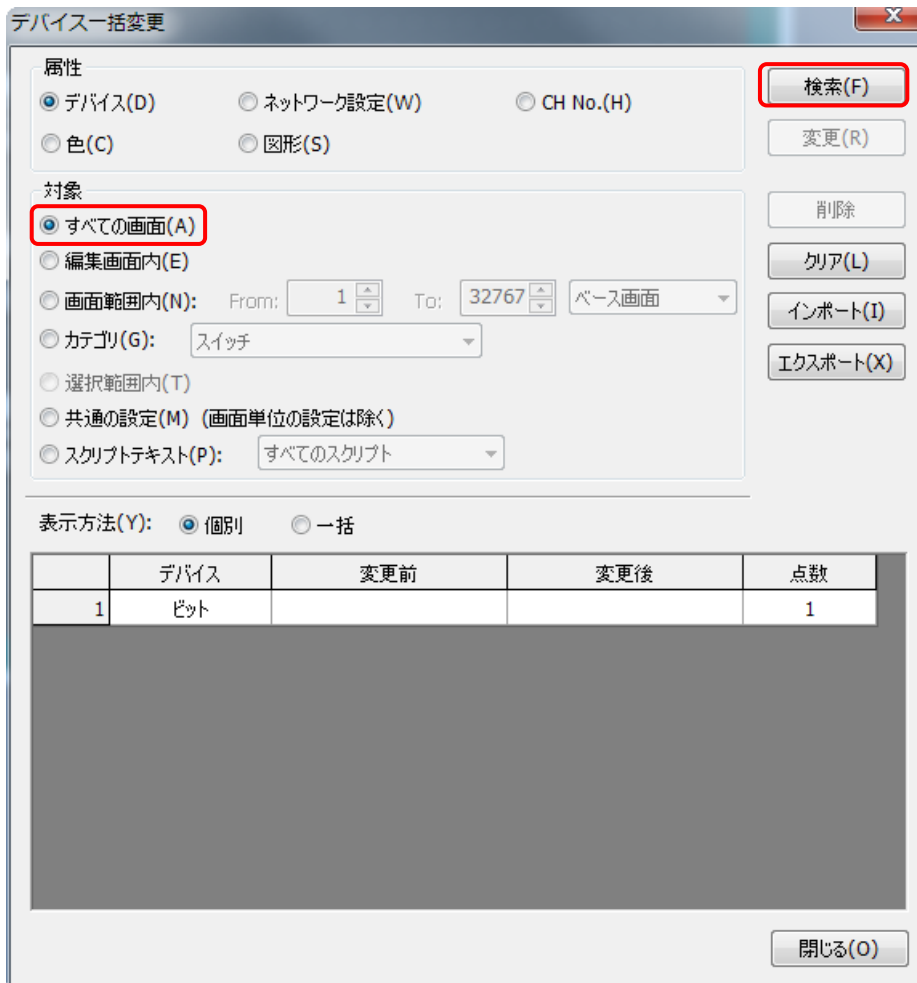 デバイス一括変更
属性
デバイス(D) ネットワーク設定(W) CH No.(H)
色(C) 図形(S)
検索(F)
変更(R)
対象
すべての画面(A)
編集画面内(E)
画面範囲内(N): From: 1 To: 32767 ベース画面
カテゴリ(G): スイッチ
選択範囲内(T)
共通の設定(M) (画面単位の設定は除く)
スクリプトテキスト(P): すべてのスクリプト
削除
クリア(L)
インポート(I)
エクスポート(X)
表示方法(Y): 個別 一括
デバイス 変更前 変更後 点数
1 ビット 1
閉じる(O)